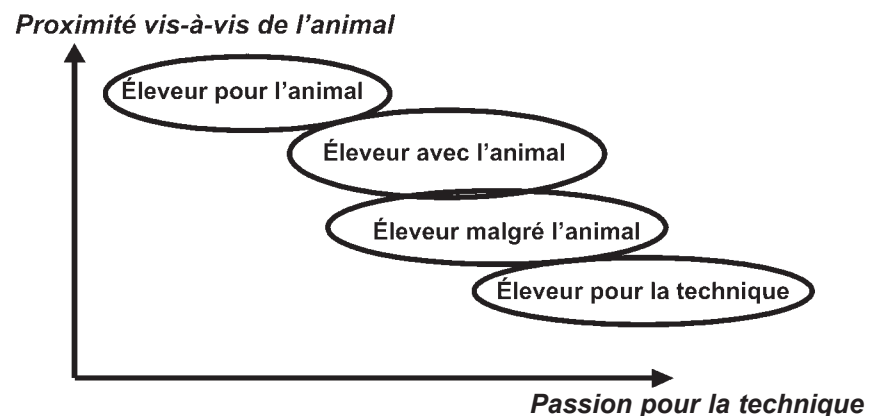 Proximité vis-à-vis de l’animal
Éleveur pour l’animal
Éleveur avec l’animal
Éleveur malgré l’animal
Éleveur pour la technique
Passion pour la technique